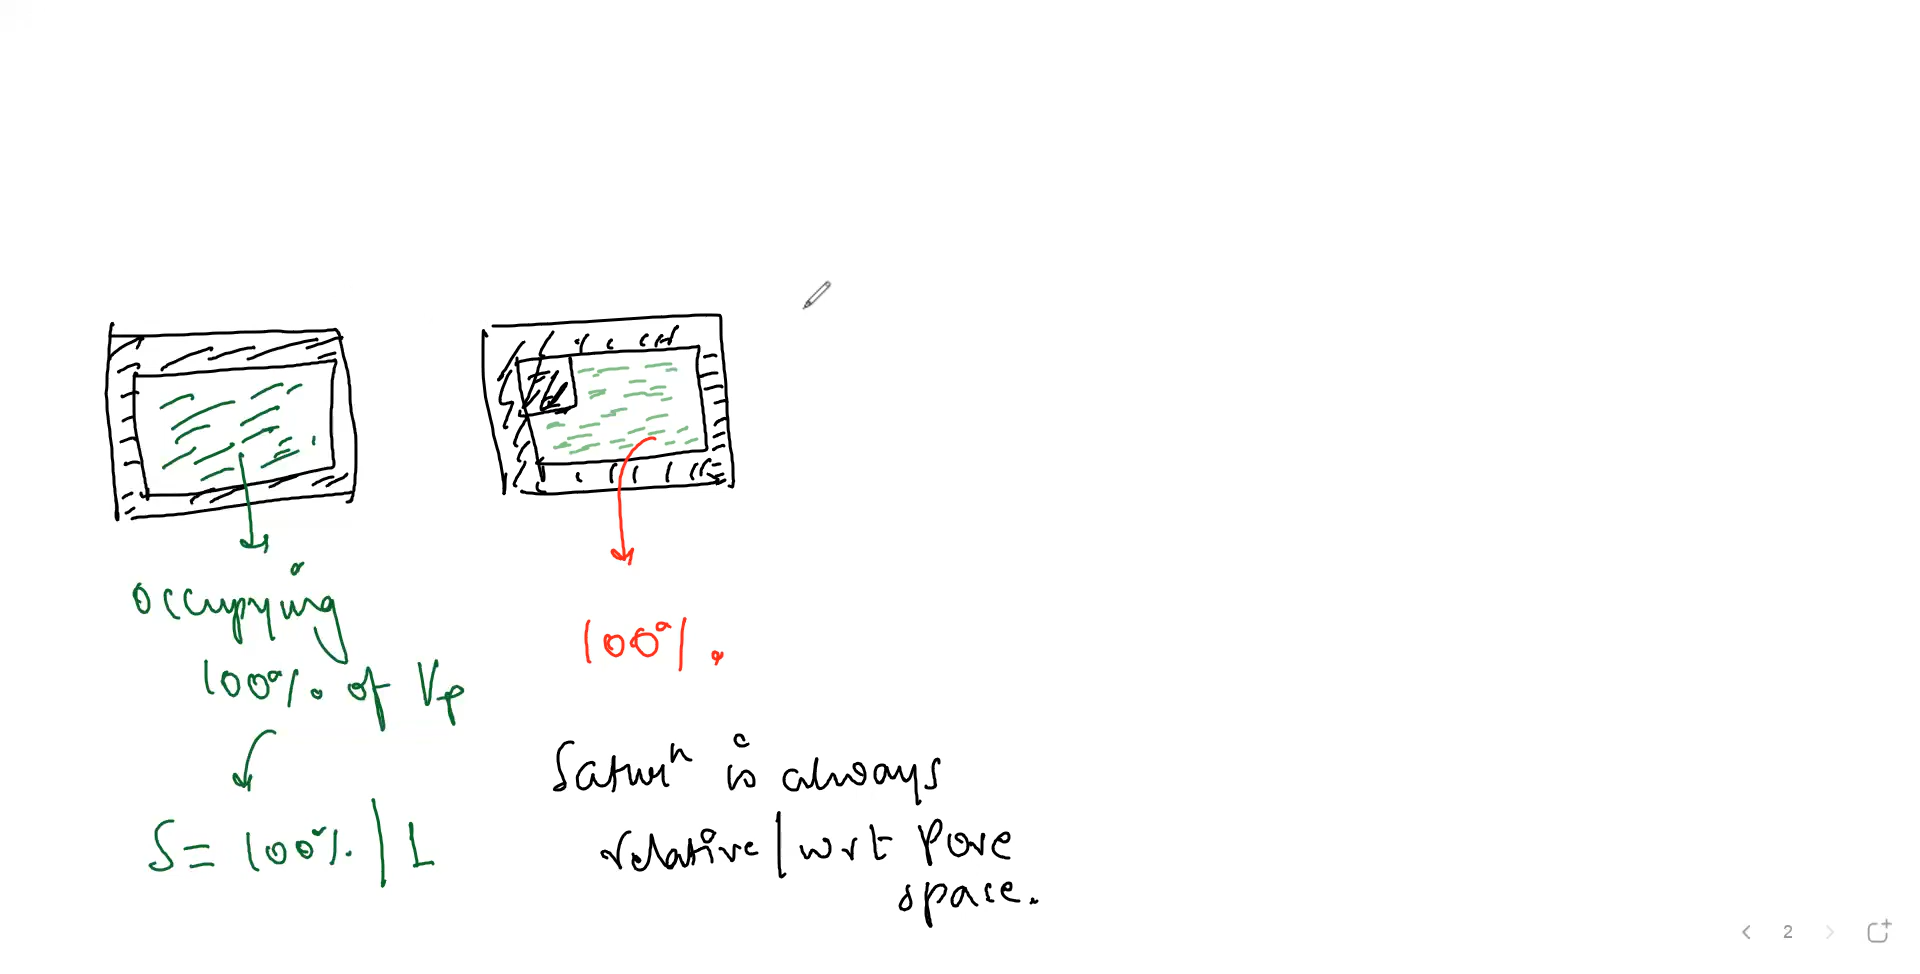 occupying
100% of Vp
S = 100% | 1
100%.
Saturn is always
relative | wrt Pore
space.
2